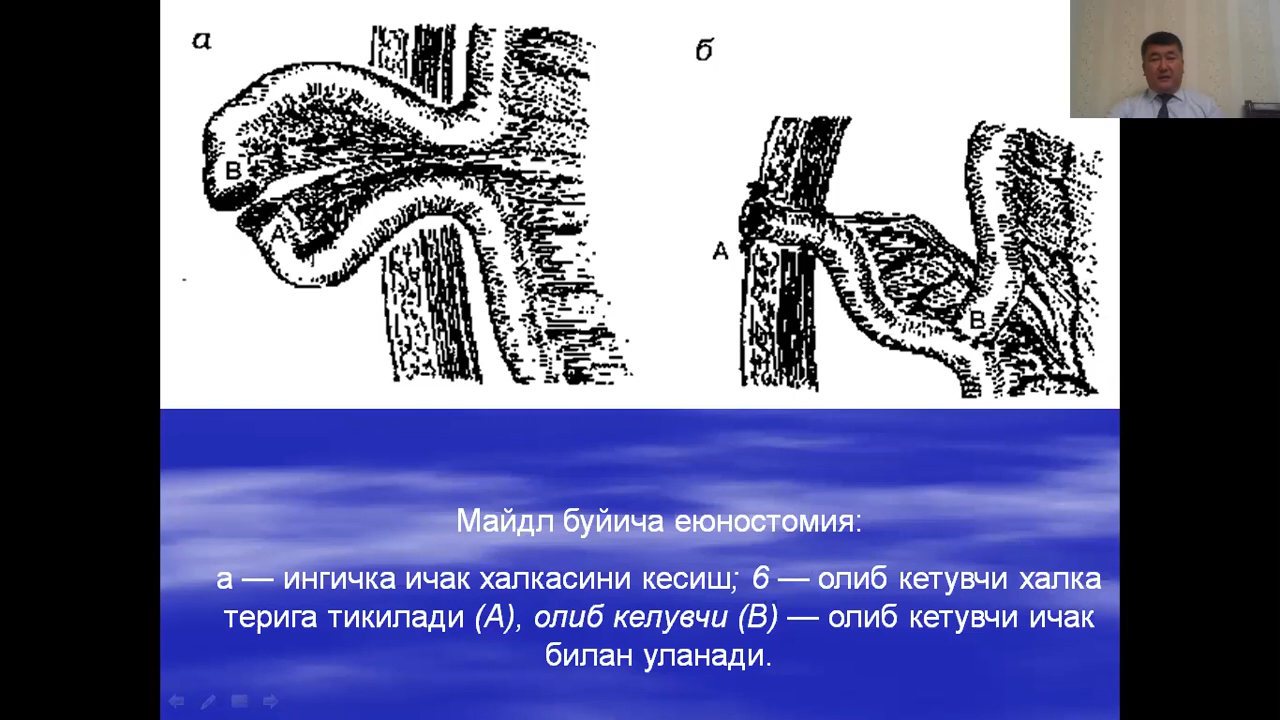 а
б
В
А
А
В
Майдл буйича еюностомия:
а — ингичка ичак халкасини кесиш; б — олиб кетувчи халка
терига тикилади (А), олиб келувчи (В) — олиб кетувчи ичак
билан уланади.